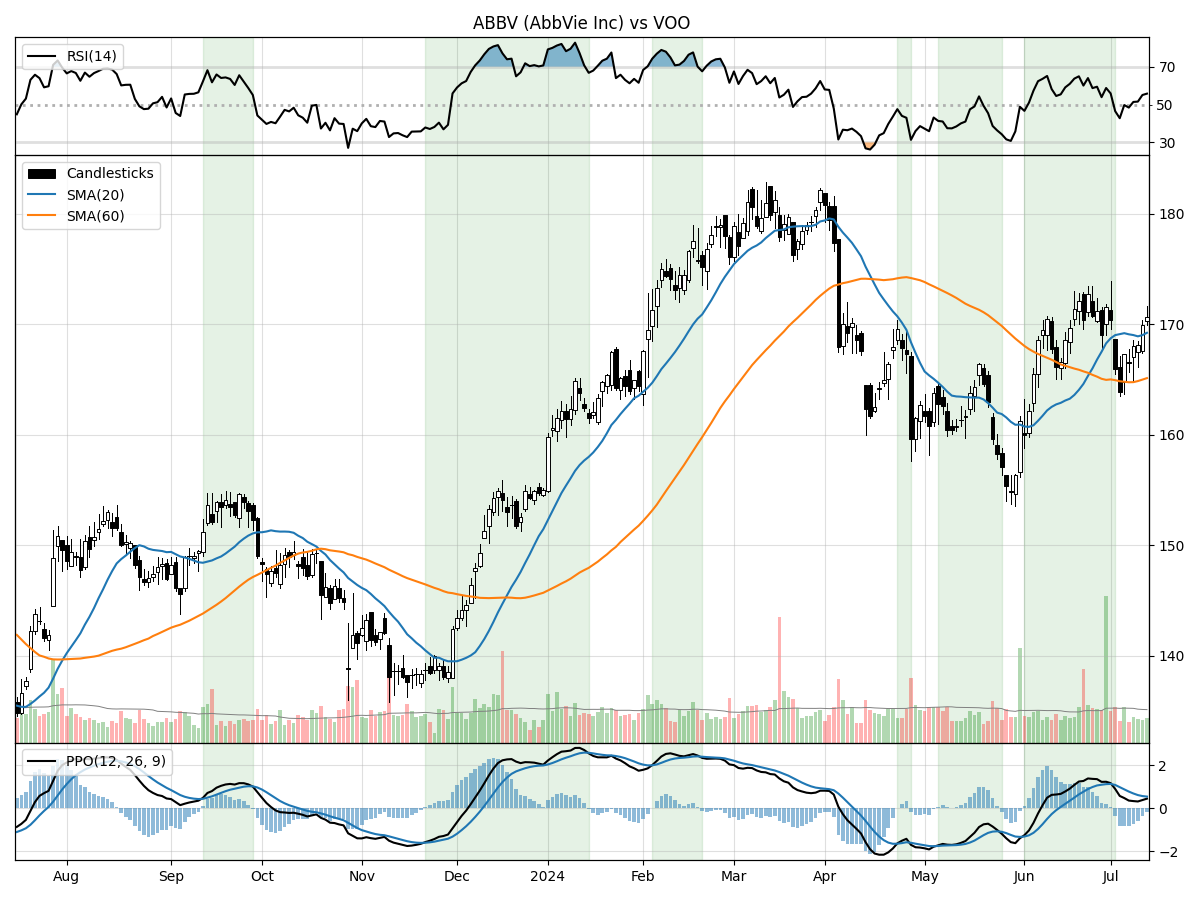 ABBV (AbbVie Inc) vs VOO
RSI(14)
70
50
30
Candlesticks
SMA(20)
SMA(60)
180
170
160
150
140
PPO(12, 26, 9)
2
0
−2
Aug Sep Oct Nov Dec 2024 Feb Mar Apr May Jun Jul